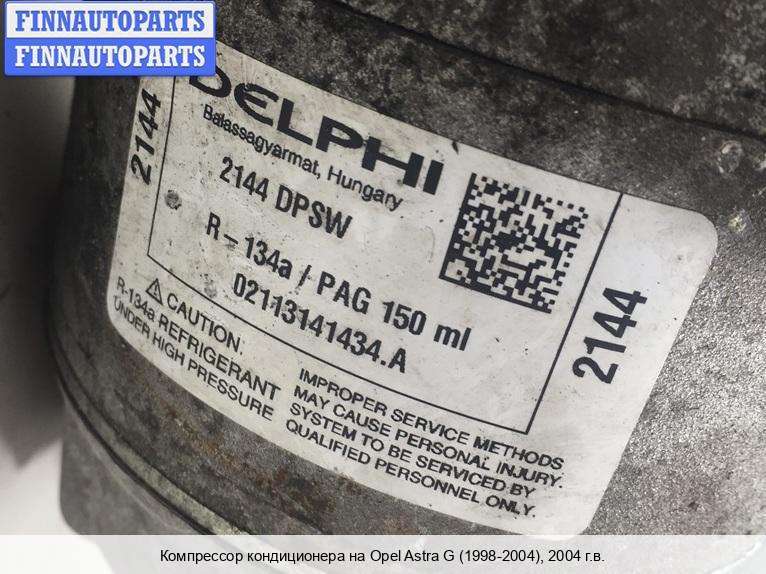 FINNAUTOPARTS
FINNAUTOPARTS
2144
DELPHI
Balassagyarmat, Hungary
2144 DPSW
R-134a / PAG 150 ml
02113141434.A
2144
CAUTION.
R-134a REFRIGERANT
UNDER HIGH PRESSURE
IMPROPER SERVICE METHODS
MAY CAUSE PERSONAL INJURY.
SYSTEM TO BE SERVICED BY
QUALIFIED PERSONNEL ONLY.
Компрессор кондиционера на Opel Astra G (1998-2004), 2004 г.в.